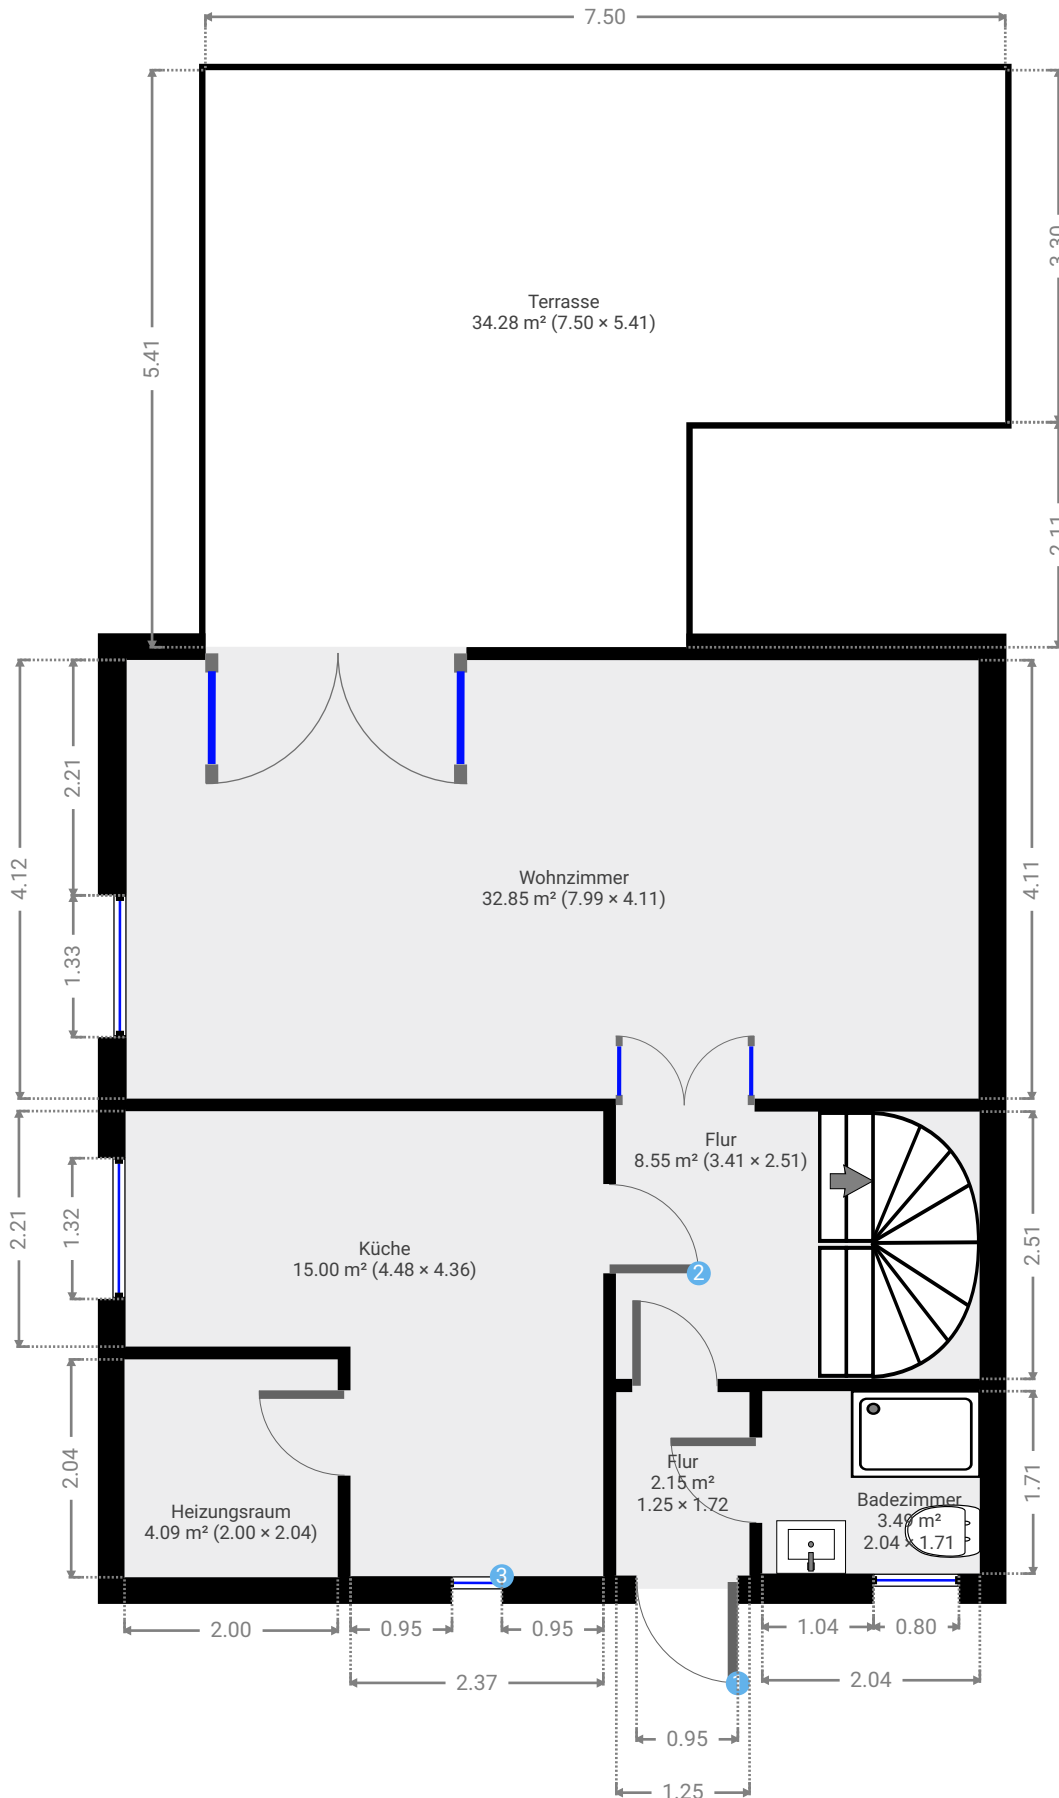 7.50
5.41
3.30
Terrasse
34.28 m² (7.50 × 5.41)
2.11
2.21
4.12
1.33
Wohnzimmer
32.85 m² (7.99 × 4.11)
4.11
Flur
8.55 m² (3.41 × 2.51)
2.21
1.32
Küche
15.00 m² (4.48 × 4.36)
2
2.51
2.04
Heizungsraum
4.09 m² (2.00 × 2.04)
Flur
2.15 m²
1.25 × 1.72
Badezimmer
3.49 m²
2.04 × 1.71
1.71
3
2.00
0.95
0.95
1.04
0.80
2.37
2.04
1
0.95
1.25